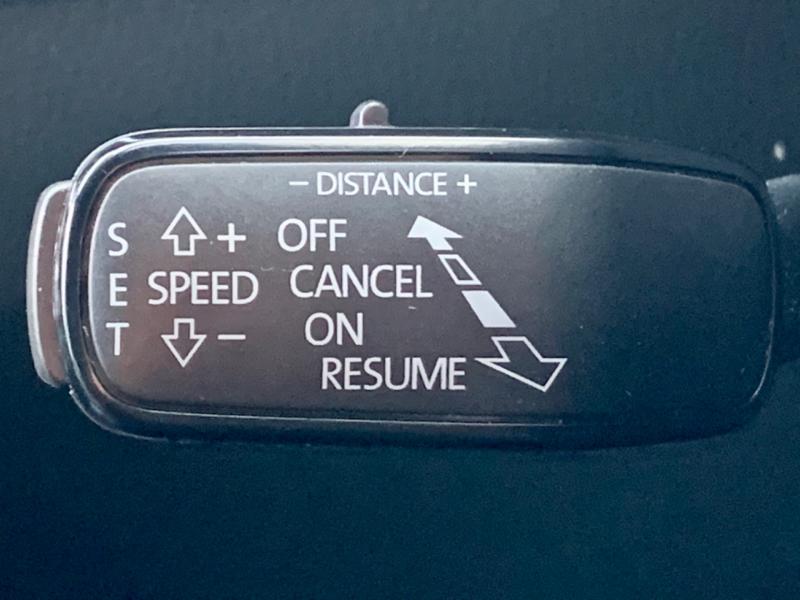 − DISTANCE +
S + OFF
E SPEED CANCEL
T − ON
RESUME